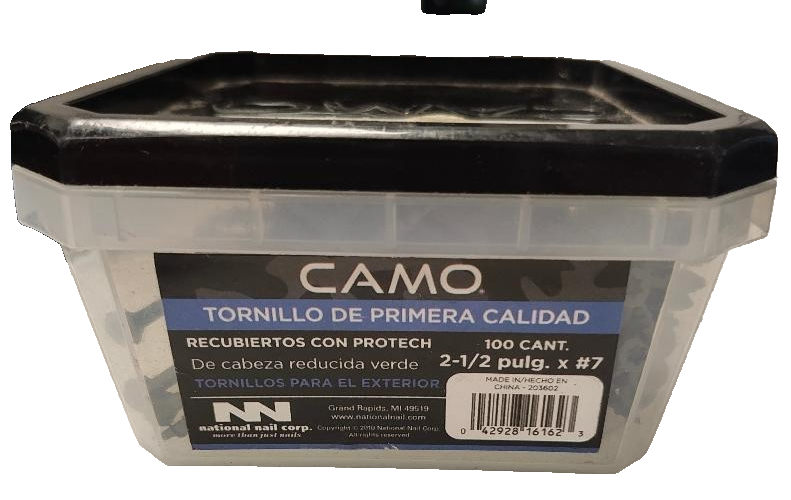 CAMO
TORNILLO DE PRIMERA CALIDAD
RECUBIERTOS CON PROTECH
De cabeza reducida verde
TORNILLOS PARA EL EXTERIOR
100 CANT.
2-1/2 pulg. x #7
MADE IN/HECHO EN
CHINA - 203602
0 42928 16162 3
NN
national nail corp.
more than just nails
Grand Rapids, MI 49519
www.nationalnail.com
Copyright © 2010 National Nail Corp.
All rights reserved